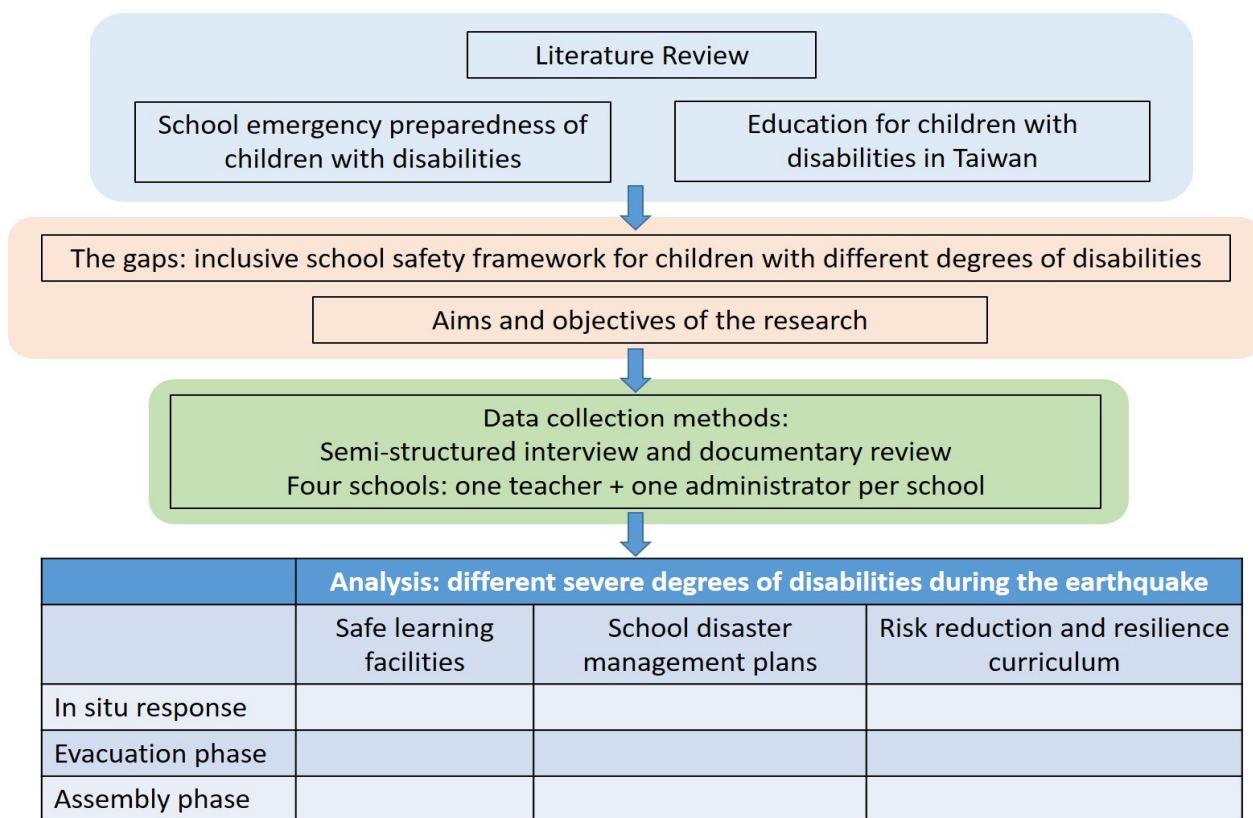 Literature Review
School emergency preparedness of
children with disabilities
Education for children with
disabilities in Taiwan
The gaps: inclusive school safety framework for children with different degrees of disabilities
Aims and objectives of the research
Data collection methods:
Semi-structured interview and documentary review
Four schools: one teacher + one administrator per school
Analysis: different severe degrees of disabilities during the earthquake
Safe learning
facilities
School disaster
management plans
Risk reduction and resilience
curriculum
In situ response
Evacuation phase
Assembly phase